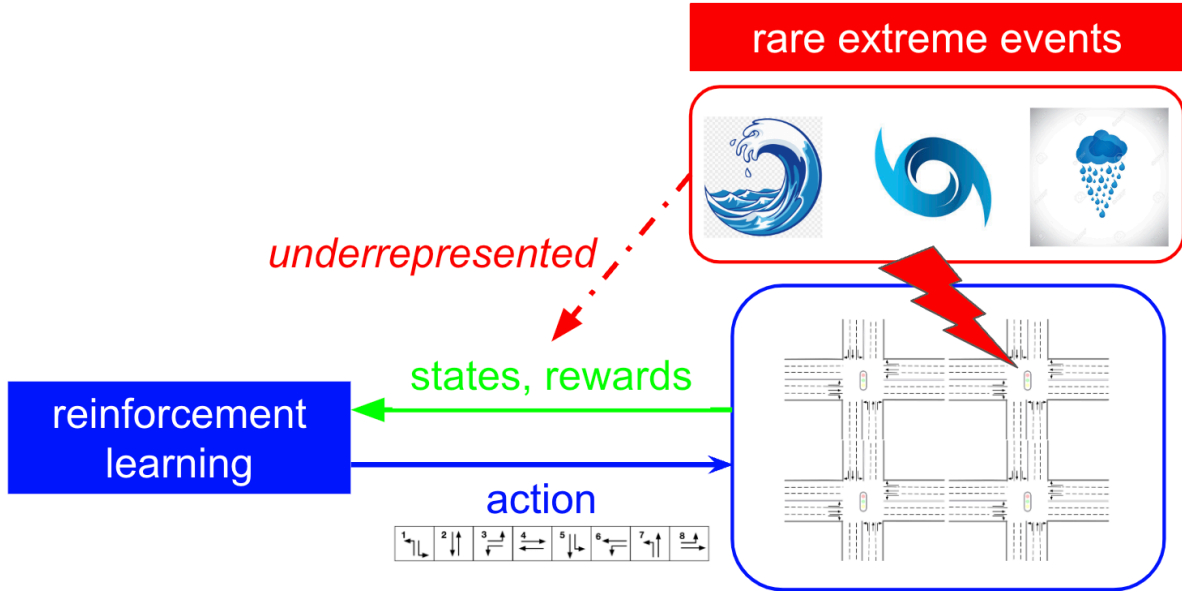 rare extreme events
underrepresented
states, rewards
reinforcement
learning
action
1 2 3 4 5 6 7 8